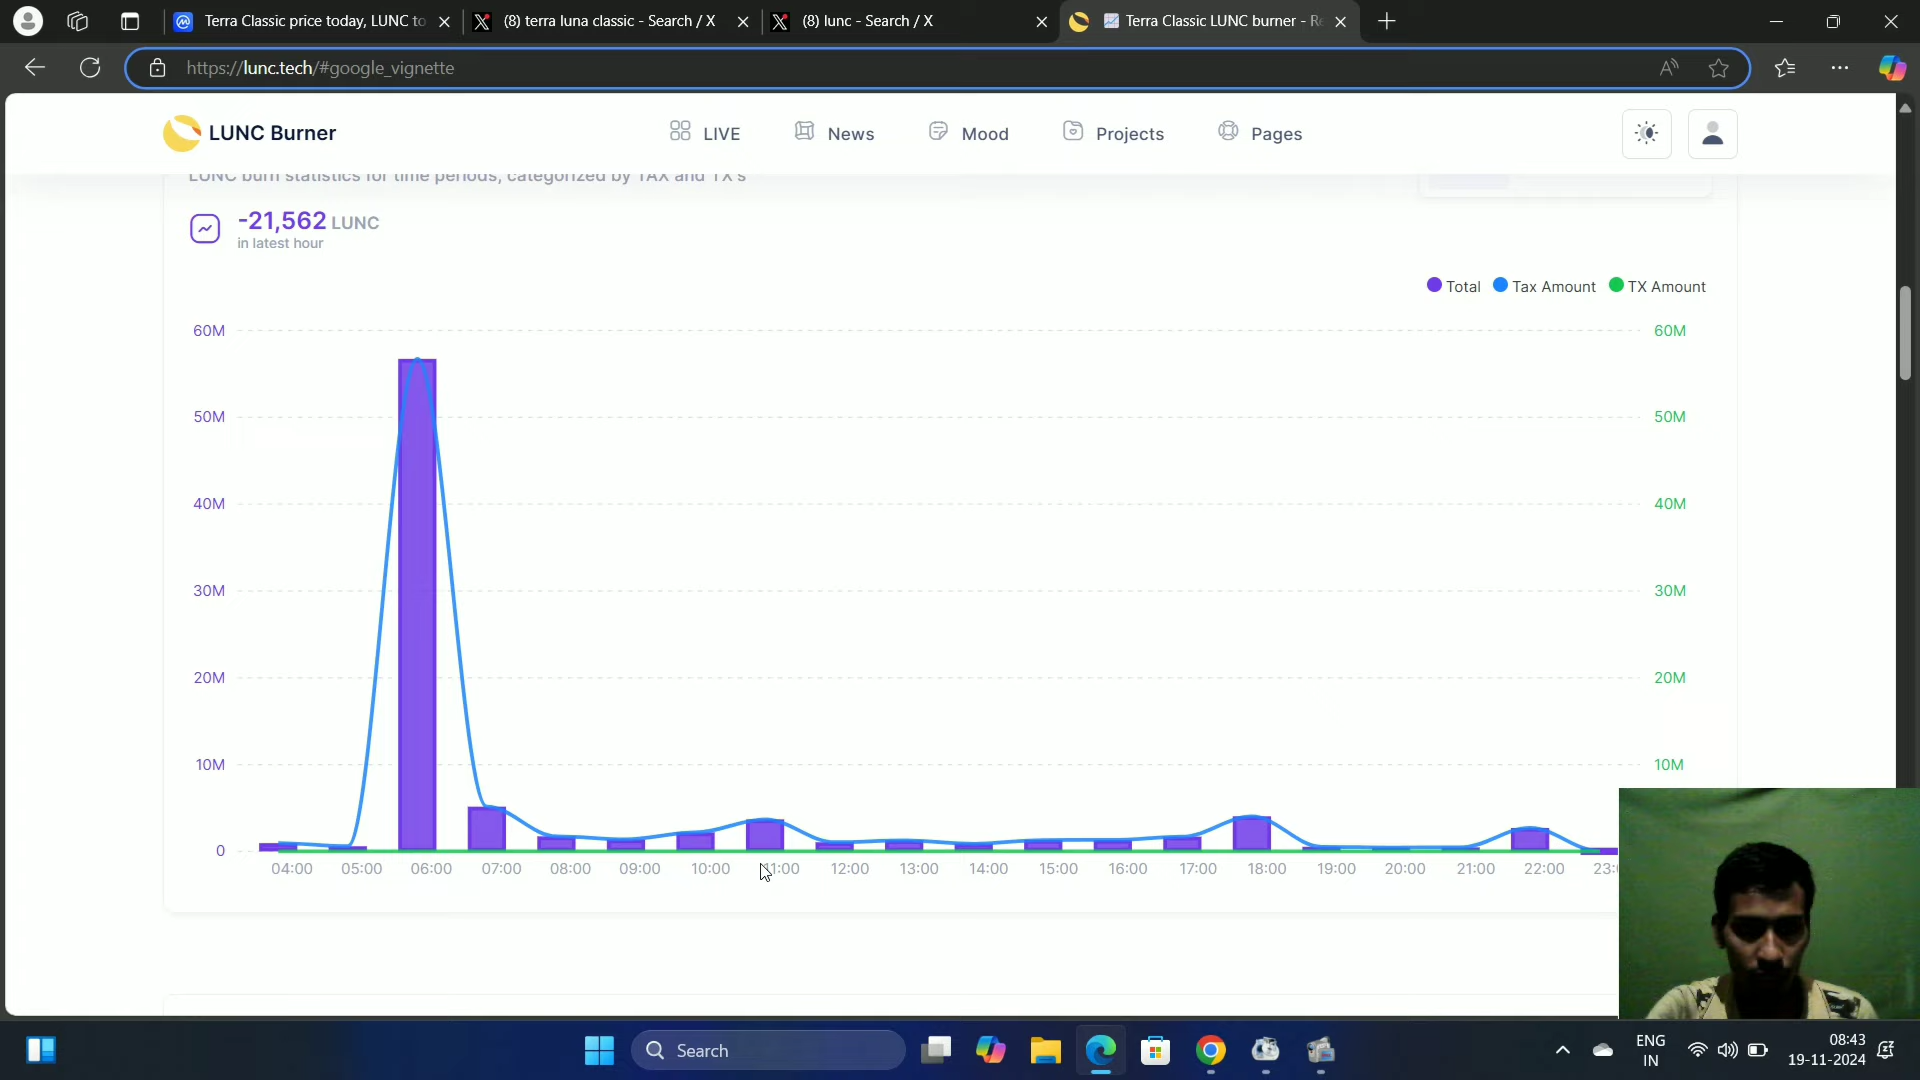 Terra Classic price today, LUNC to
(8) terra luna classic - Search / X
(8) lunc - Search / X
Terra Classic LUNC burner - Re
https://lunc.tech/#google_vignette
LUNC Burner
LIVE
News
Mood
Projects
Pages
LUNC burn statistics for time periods, categorized by TAX and TX's
-21,562 LUNC
in latest hour
Total
Tax Amount
TX Amount
60M
60M
50M
50M
40M
40M
30M
30M
20M
20M
10M
10M
0
04:00 05:00 06:00 07:00 08:00 09:00 10:00 11:00 12:00 13:00 14:00 15:00 16:00 17:00 18:00 19:00 20:00 21:00 22:00 23:0
Search
ENG
IN
08:43
19-11-2024